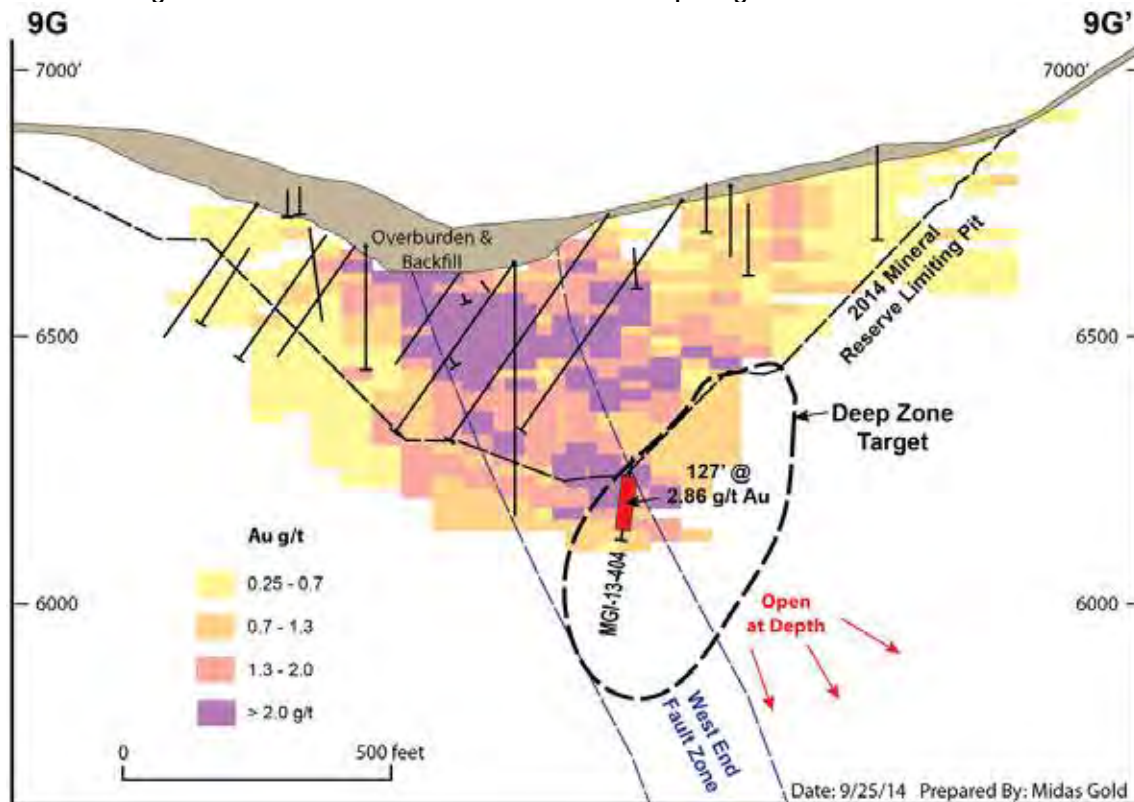 9G
9G'
7000'
7000'
Overburden &
Backfill
2014 Mineral
Reserve Limiting Pit
6500
6500
Deep Zone
Target
127' @
2.86 g/t Au
MGI-13-404
Au g/t
0.25 - 0.7
0.7 - 1.3
1.3 - 2.0
> 2.0 g/t
6000
6000
Open
at Depth
West End
Fault Zone
0
500 feet
Date: 9/25/14 Prepared By: Midas Gold